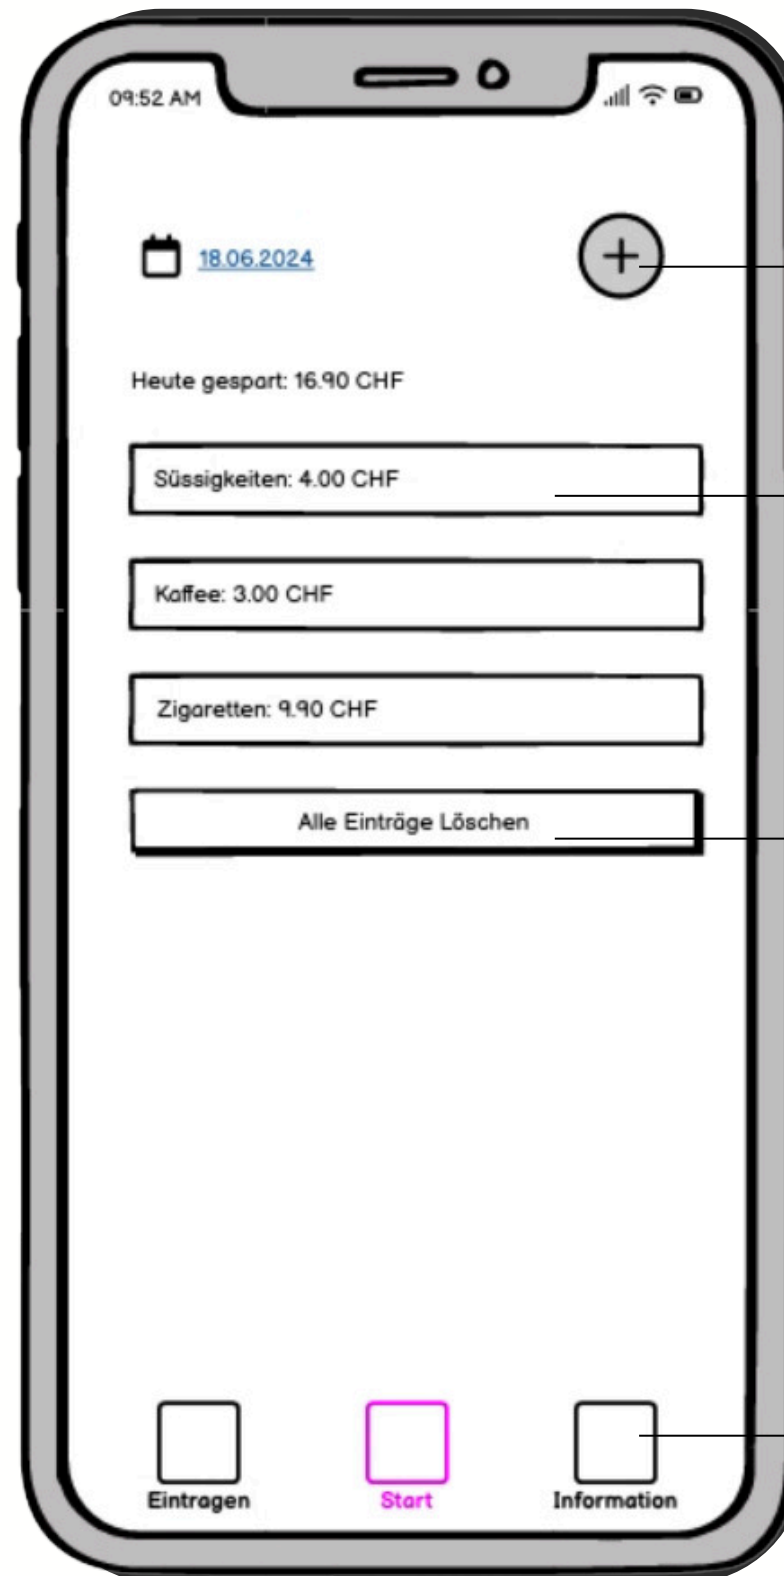 09:52 AM
18.06.2024
Heute gespart: 16.90 CHF
Süssigkeiten: 4.00 CHF
Kaffee: 3.00 CHF
Zigaretten: 9.90 CHF
Alle Einträge Löschen
Eintragen
Start
Information